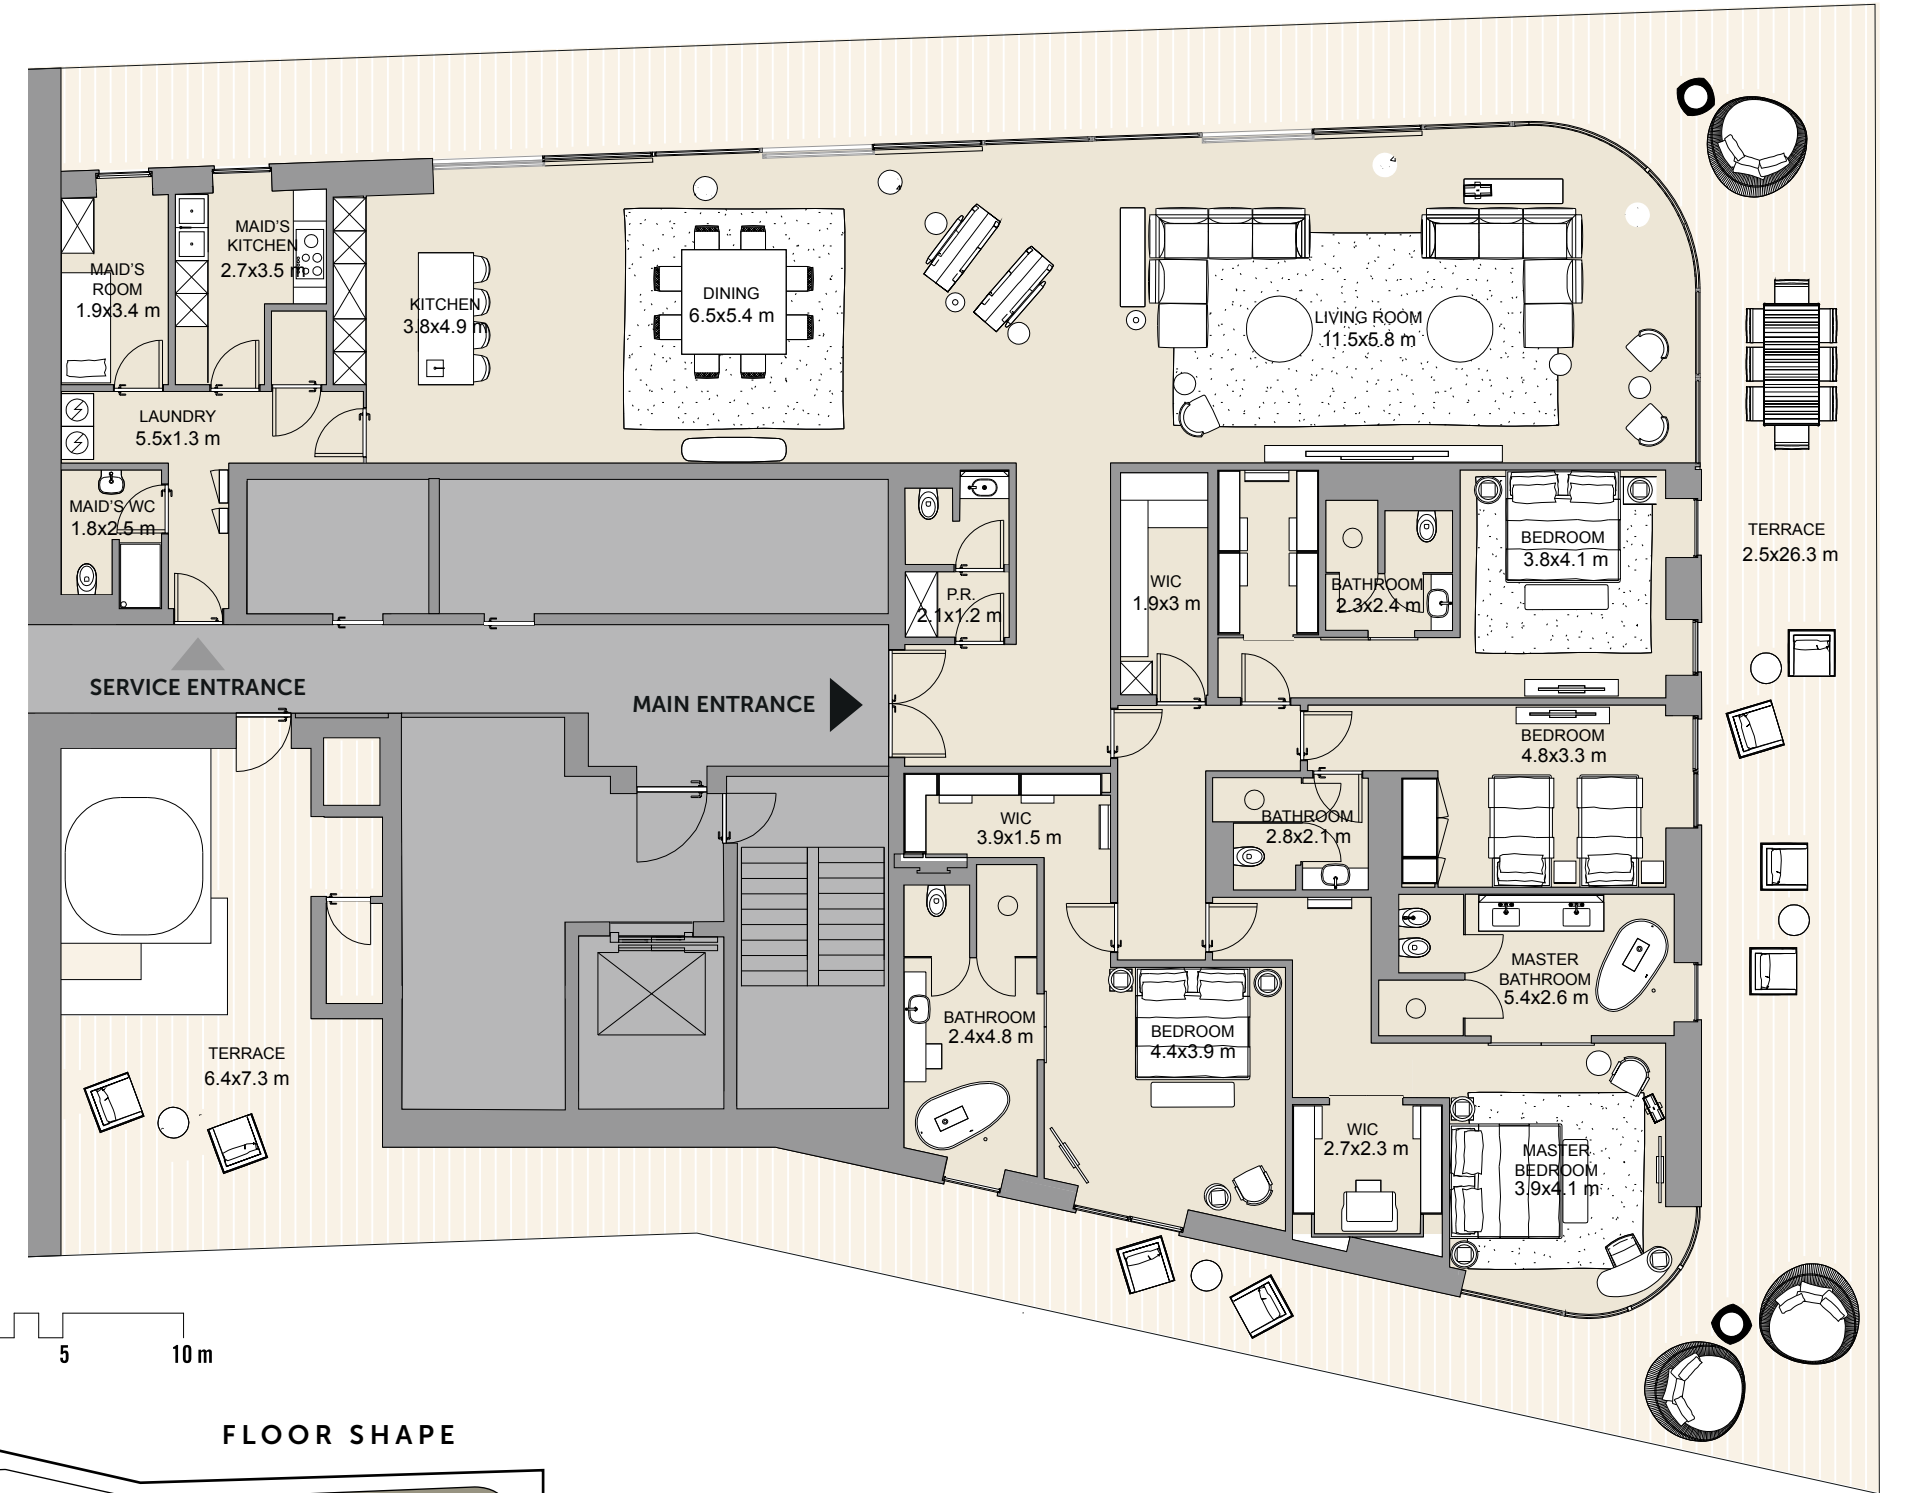 MAID'S
ROOM
1.9x3.4 m
MAID'S
KITCHEN
2.7x3.5 m
KITCHEN
3.8x4.9 m
DINING
6.5x5.4 m
LIVING ROOM
11.5x5.8 m
LAUNDRY
5.5x1.3 m
MAID'S WC
1.8x2.5 m
P.R.
2.1x1.2 m
WIC
1.9x3 m
BATHROOM
2.3x2.4 m
BEDROOM
3.8x4.1 m
TERRACE
2.5x26.3 m
SERVICE ENTRANCE
MAIN ENTRANCE
BEDROOM
4.8x3.3 m
WIC
3.9x1.5 m
BATHROOM
2.8x2.1 m
MASTER
BATHROOM
5.4x2.6 m
BATHROOM
2.4x4.8 m
BEDROOM
4.4x3.9 m
TERRACE
6.4x7.3 m
WIC
2.7x2.3 m
MASTER
BEDROOM
3.9x4.1 m
5 10 m
FLOOR SHAPE